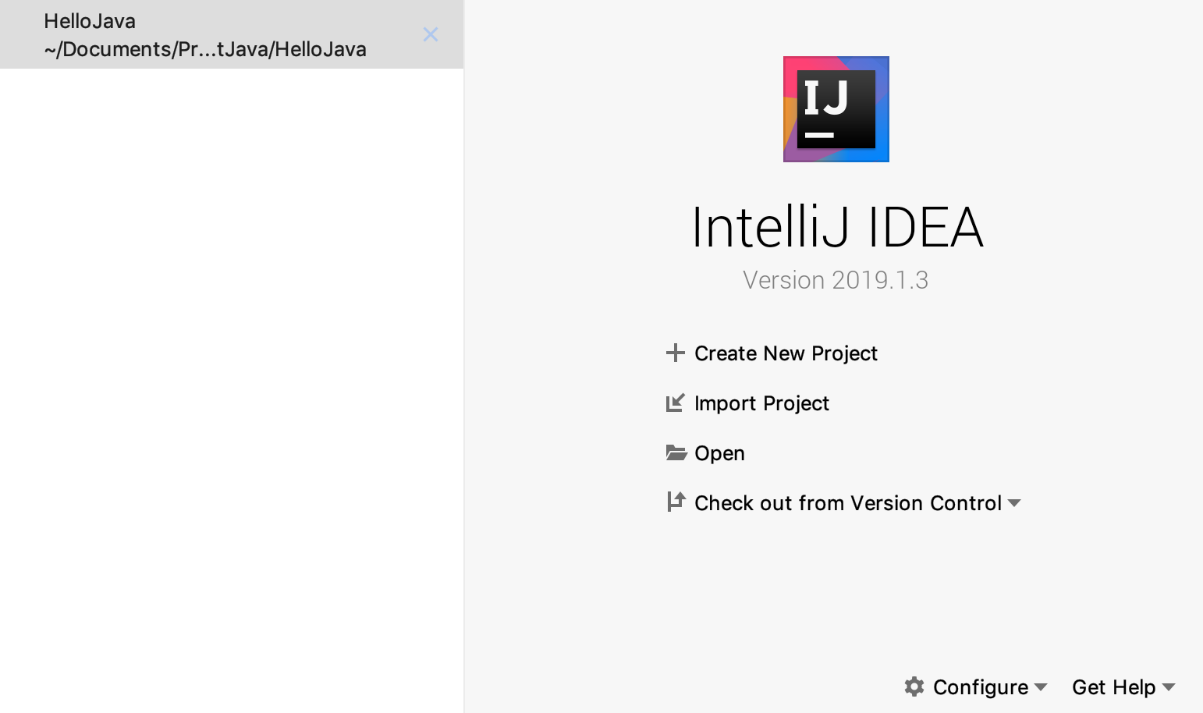 HelloJava
~/Documents/Pr...tJava/HelloJava
IJ
IntelliJ IDEA
Version 2019.1.3
Create New Project
Import Project
Open
Check out from Version Control
Configure
Get Help